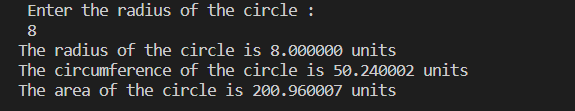 Enter the radius of the circle :
8
The radius of the circle is 8.000000 units
The circumference of the circle is 50.240002 units
The area of the circle is 200.960007 units